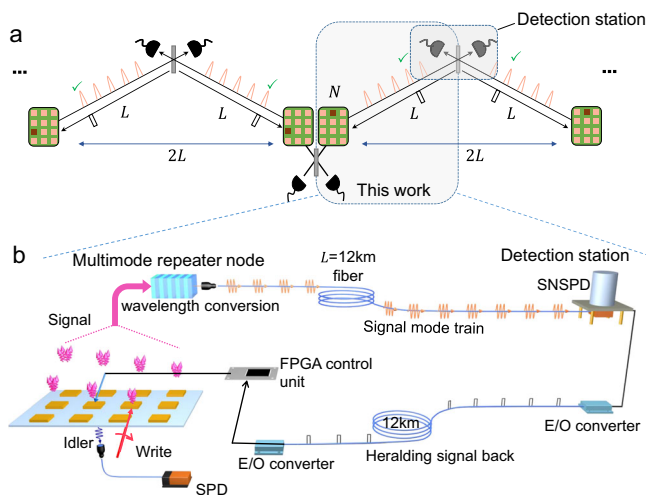 a
Detection station
...
✓
✓
N
✓
✓
...
L
L
L
L
2L
2L
This work
b
Multimode repeater node
Detection station
L=12km
fiber
SNSPD
wavelength conversion
Signal
Signal mode train
FPGA control
unit
12km
E/O converter
Idler
Write
E/O converter
Heralding signal back
SPD